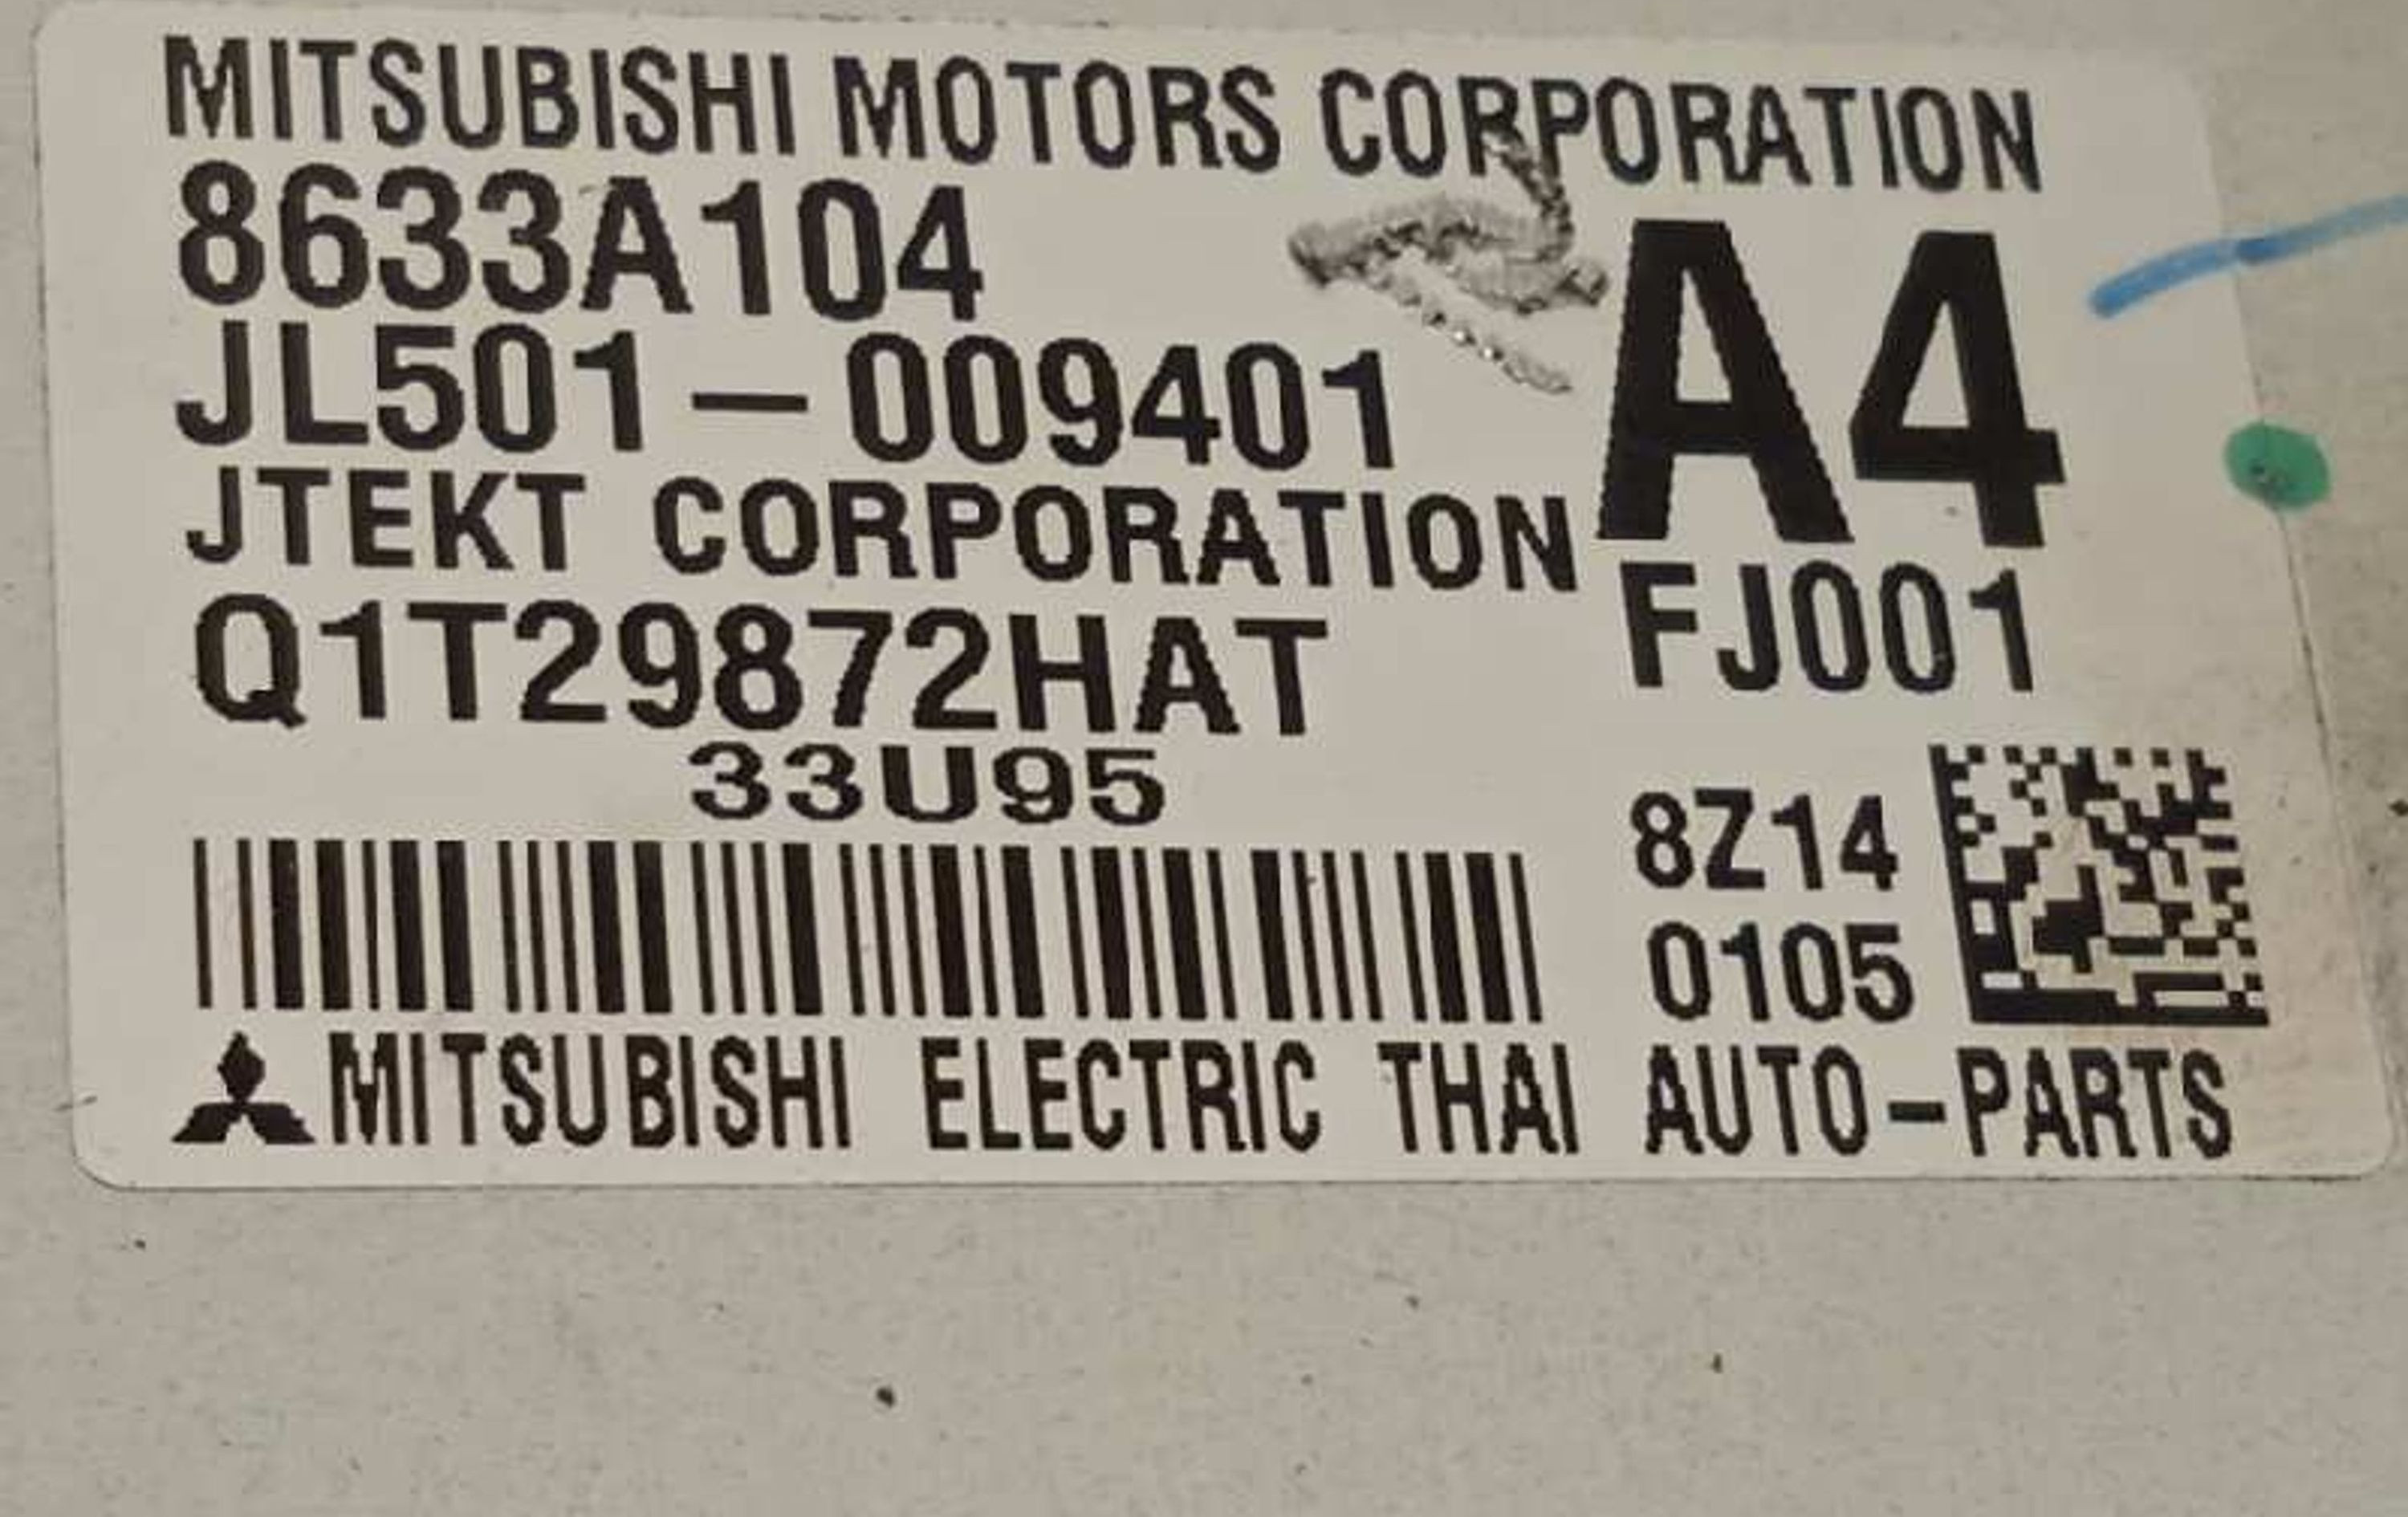 MITSUBISHI MOTORS CORPORATION
8633A104
A4
JL501-009401
JTEKT CORPORATION
FJ001
Q1T29872HAT
33U95
8Z14
0105
MITSUBISHI ELECTRIC THAI AUTO-PARTS